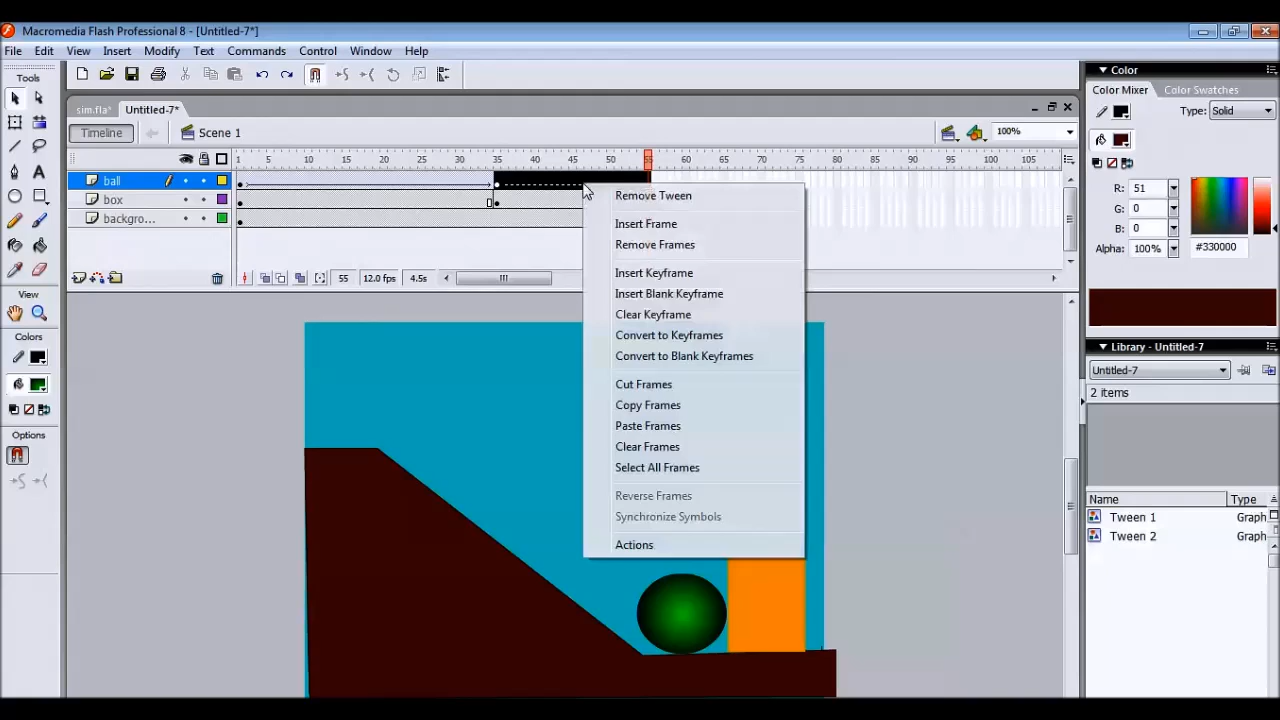 Macromedia Flash Professional 8 - [Untitled-7*]
File Edit View Insert Modify Text Commands Control Window Help
Tools
sim.fla* Untitled-7*
Timeline Scene 1 100%
1 5 10 15 20 25 30 35 40 45 50 55 60 65 70 75 80 85 90 95 100 105
ball
box
backgro...
55 12.0 fps 4.5s
View
Colors
Options
Remove Tween
Insert Frame
Remove Frames
Insert Keyframe
Insert Blank Keyframe
Clear Keyframe
Convert to Keyframes
Convert to Blank Keyframes
Cut Frames
Copy Frames
Paste Frames
Clear Frames
Select All Frames
Reverse Frames
Synchronize Symbols
Actions
Color
Color Mixer Color Swatches
Type: Solid
R: 51
G: 0
B: 0
Alpha: 100% #330000
Library - Untitled-7
Untitled-7
2 items
Name Type
Tween 1 Graph
Tween 2 Graph